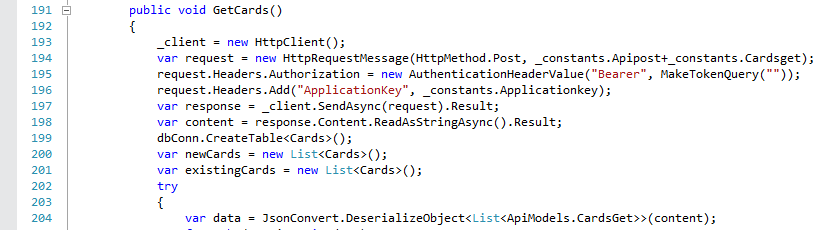 191 public void GetCards()
192 {
193 _client = new HttpClient();
194 var request = new HttpRequestMessage(HttpMethod.Post, _constants.Apipost+_constants.Cardsget);
195 request.Headers.Authorization = new AuthenticationHeaderValue("Bearer", MakeTokenQuery(""));
196 request.Headers.Add("ApplicationKey", _constants.Applicationkey);
197 var response = _client.SendAsync(request).Result;
198 var content = response.Content.ReadAsStringAsync().Result;
199 dbConn.CreateTable<Cards>();
200 var newCards = new List<Cards>();
201 var existingCards = new List<Cards>();
202 try
203 {
204 var data = JsonConvert.DeserializeObject<List<ApiModels.CardsGet>>(content);